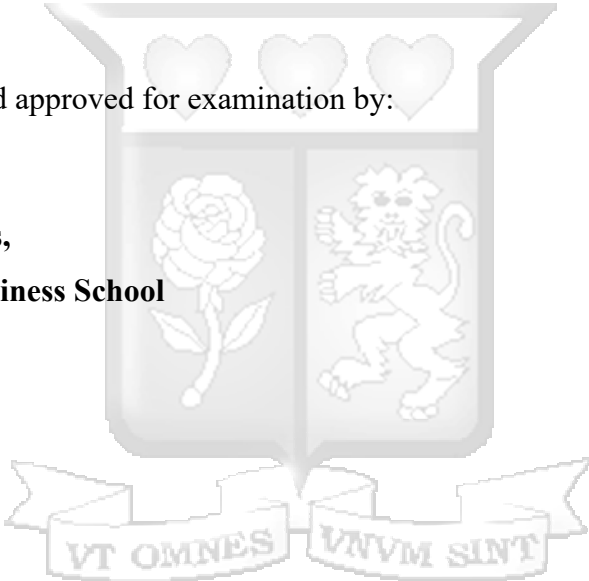 d approved for examination by:
s,
iness School
VT OMNES VNVM SINT